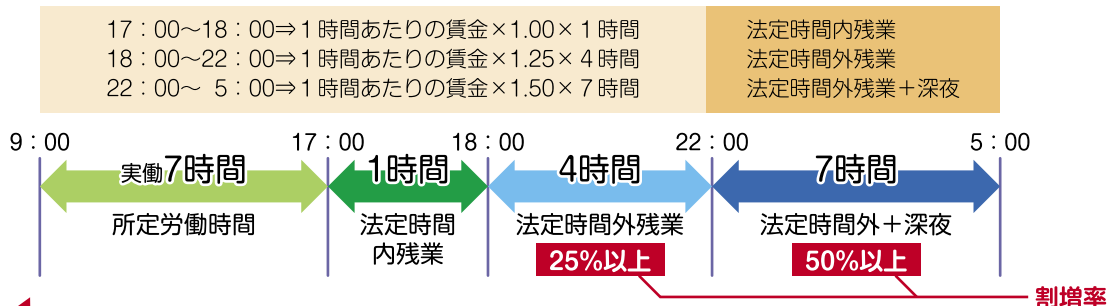 17：00～18：00⇒1時間あたりの賃金×1.00×1時間 法定時間内残業
18：00～22：00⇒1時間あたりの賃金×1.25×4時間 法定時間外残業
22：00～ 5：00⇒1時間あたりの賃金×1.50×7時間 法定時間外残業＋深夜
9：00 17：00 18：00 22：00 5：00
実働7時間 1時間 4時間 7時間
所定労働時間 法定時間 法定時間外残業 法定時間外＋深夜
内残業
25%以上 50%以上
割増率